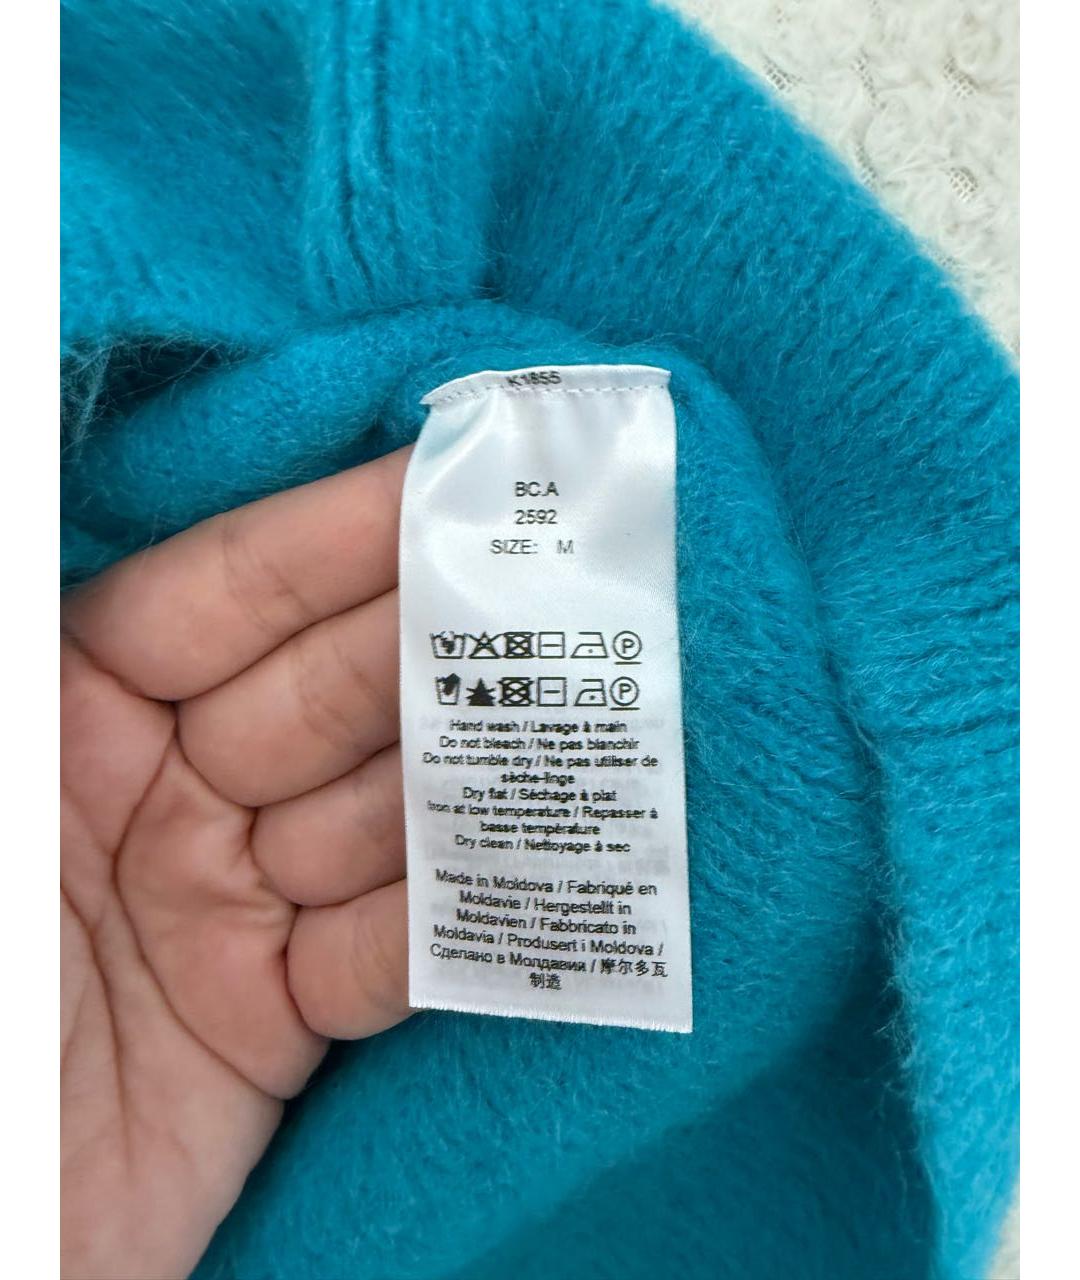 K1855
BC.A
2592
SIZE: M
P
P
Hand wash / Lavage à main
Do not bleach / Ne pas blanchir
Do not tumble dry / Ne pas utiliser de
sèche-linge
Dry flat / Séchage à plat
Iron at low temperature / Repasser à
basse température
Dry clean / Nettoyage à sec
Made in Moldova / Fabriqué en
Moldavie / Hergestellt in
Moldavien / Fabbricato in
Moldavia / Produsert i Moldova /
Сделано в Молдавии / 摩尔多瓦
制造